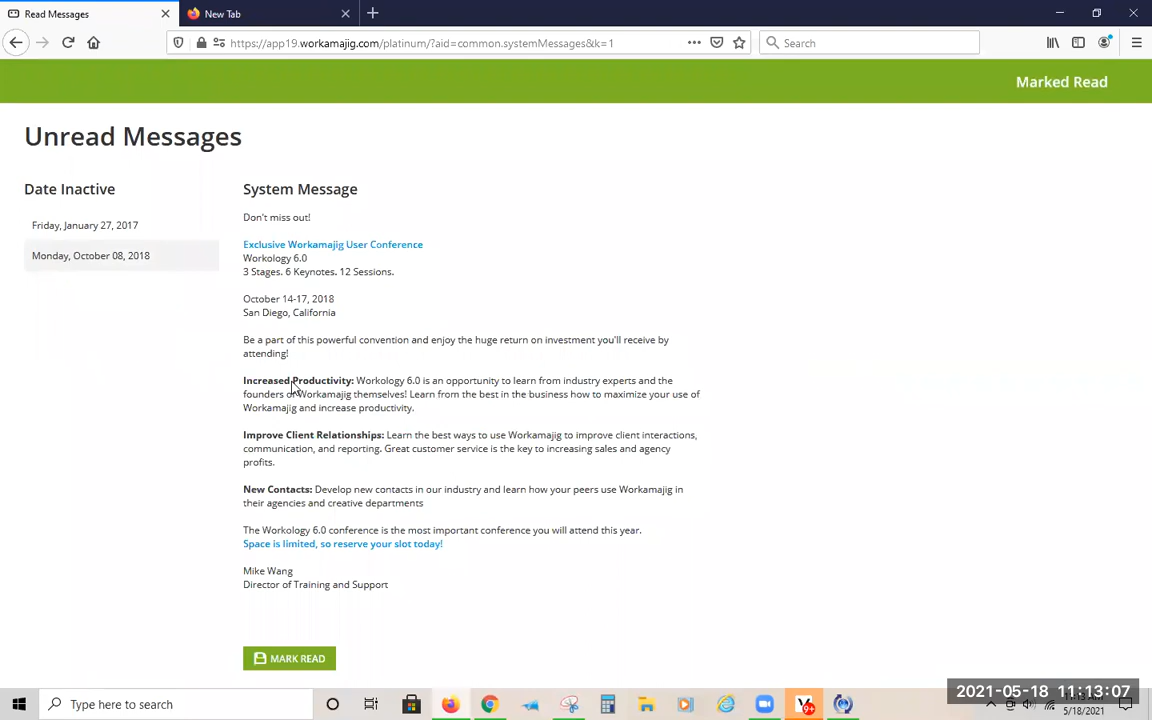 Read Messages
New Tab
https://app19.workamajig.com/platinum/?aid=common.systemMessages&k=1
Search
Marked Read
Unread Messages
Date Inactive
System Message
Friday, January 27, 2017
Monday, October 08, 2018
Don't miss out!
Exclusive Workamajig User Conference
Workology 6.0
3 Stages. 6 Keynotes. 12 Sessions.
October 14-17, 2018
San Diego, California
Be a part of this powerful convention and enjoy the huge return on investment you'll receive by
attending!
Increased Productivity: Workology 6.0 is an opportunity to learn from industry experts and the
founders of Workamajig themselves! Learn from the best in the business how to maximize your use of
Workamajig and increase productivity.
Improve Client Relationships: Learn the best ways to use Workamajig to improve client interactions,
communication, and reporting. Great customer service is the key to increasing sales and agency
profits.
New Contacts: Develop new contacts in our industry and learn how your peers use Workamajig in
their agencies and creative departments
The Workology 6.0 conference is the most important conference you will attend this year.
Space is limited, so reserve your slot today!
Mike Wang
Director of Training and Support
MARK READ
Type here to search
9+
2021-05-18 11:13:07
5/18/2021